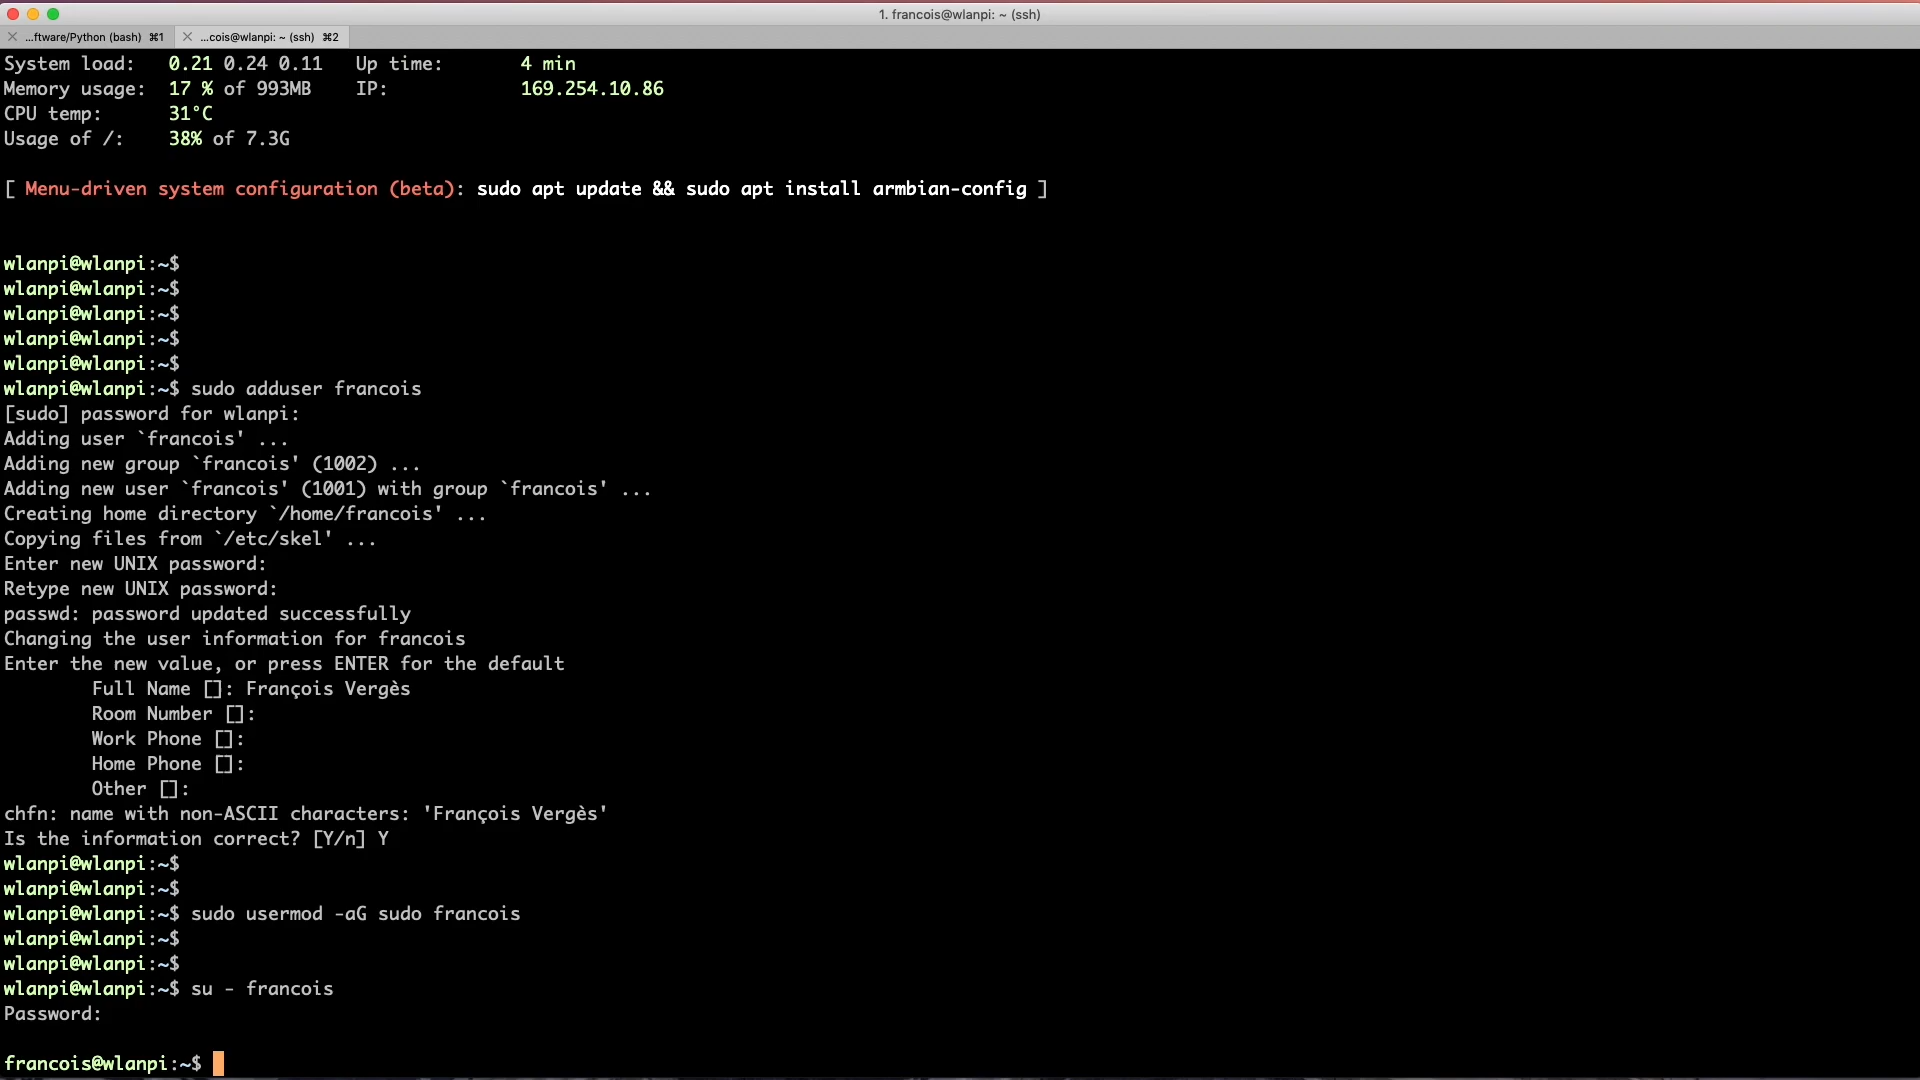 1. francois@wlanpi: ~ (ssh)
...ftware/Python (bash) ⌘1 ...cois@wlanpi: ~ (ssh) ⌘2
System load: 0.21 0.24 0.11 Up time: 4 min
Memory usage: 17 % of 993MB IP: 169.254.10.86
CPU temp: 31°C
Usage of /: 38% of 7.3G
[ Menu-driven system configuration (beta): sudo apt update && sudo apt install armbian-config ]
wlanpi@wlanpi:~$
wlanpi@wlanpi:~$
wlanpi@wlanpi:~$
wlanpi@wlanpi:~$
wlanpi@wlanpi:~$
wlanpi@wlanpi:~$ sudo adduser francois
[sudo] password for wlanpi:
Adding user `francois' ...
Adding new group `francois' (1002) ...
Adding new user `francois' (1001) with group `francois' ...
Creating home directory `/home/francois' ...
Copying files from `/etc/skel' ...
Enter new UNIX password:
Retype new UNIX password:
passwd: password updated successfully
Changing the user information for francois
Enter the new value, or press ENTER for the default
Full Name []: François Vergès
Room Number []:
Work Phone []:
Home Phone []:
Other []:
chfn: name with non-ASCII characters: 'François Vergès'
Is the information correct? [Y/n] Y
wlanpi@wlanpi:~$
wlanpi@wlanpi:~$
wlanpi@wlanpi:~$ sudo usermod -aG sudo francois
wlanpi@wlanpi:~$
wlanpi@wlanpi:~$
wlanpi@wlanpi:~$ su - francois
Password:
francois@wlanpi:~$